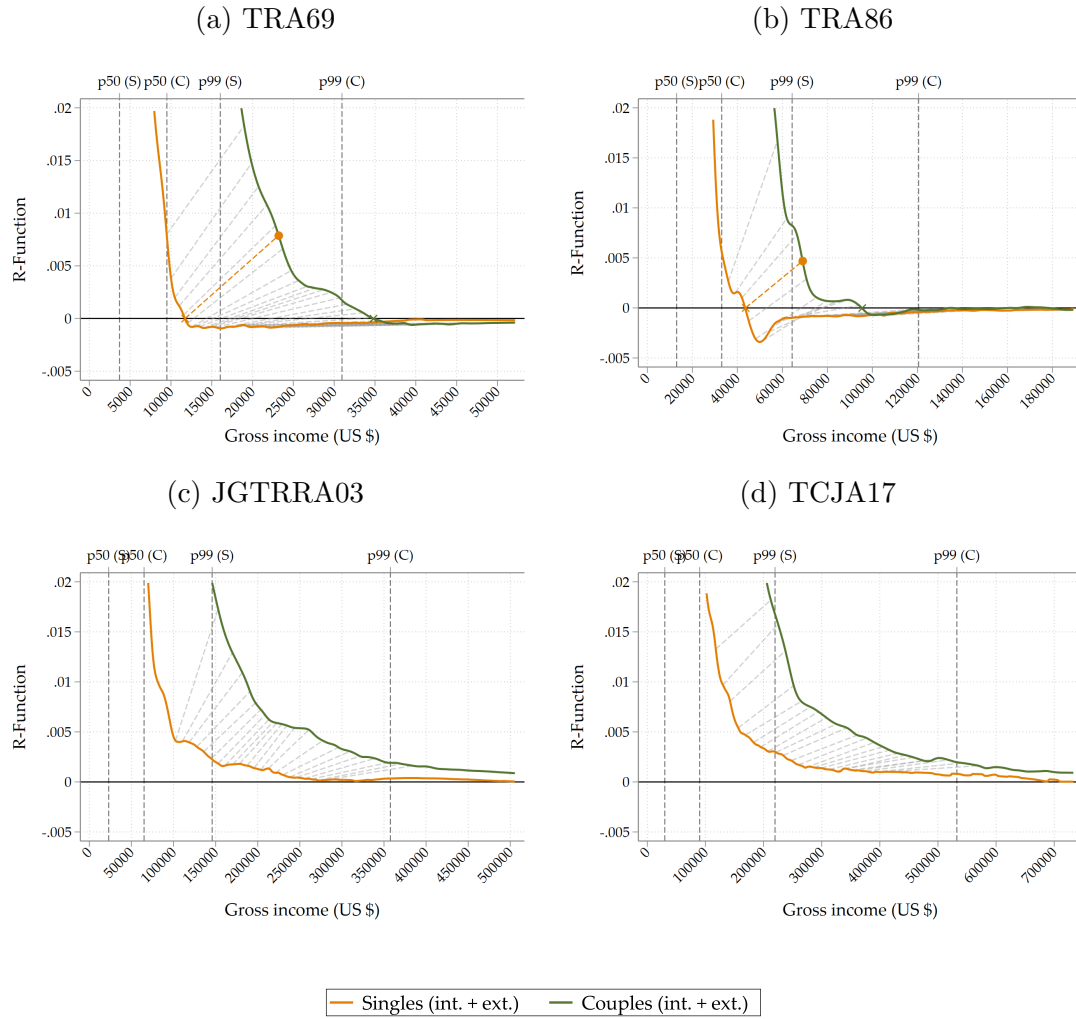 (a) TRA69
p50 (S) p50 (C) p99 (S) p99 (C)
.02
.015
.01
.005
0
-.005
R-Function
0 5000 10000 15000 20000 25000 30000 35000 40000 45000 50000
Gross income (US $)
(b) TRA86
p50 (S) p50 (C) p99 (S) p99 (C)
.02
.015
.01
.005
0
-.005
R-Function
0 20000 40000 60000 80000 100000 120000 140000 160000 180000
Gross income (US $)
(c) JGTRRA03
p50 (S) p50 (C) p99 (S) p99 (C)
.02
.015
.01
.005
0
-.005
R-Function
0 50000 100000 150000 200000 250000 300000 350000 400000 450000 500000
Gross income (US $)
(d) TCJA17
p50 (S) p50 (C) p99 (S) p99 (C)
.02
.015
.01
.005
0
-.005
R-Function
0 100000 200000 300000 400000 500000 600000 700000
Gross income (US $)
Singles (int. + ext.) Couples (int. + ext.)